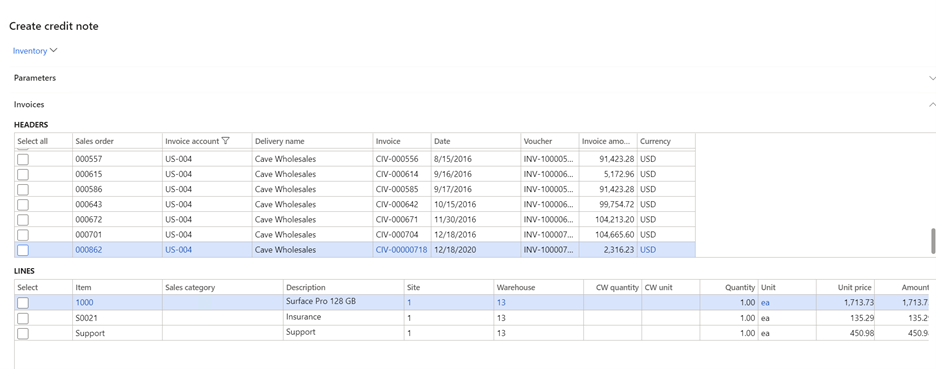 Create credit note
Inventory
Parameters
Invoices
HEADERS
Select all Sales order Invoice account Delivery name Invoice Date Voucher Invoice amo... Currency
000557 US-004 Cave Wholesales CIV-000556 8/15/2016 INV-100005... 91,423.28 USD
000615 US-004 Cave Wholesales CIV-000614 9/16/2016 INV-100006... 5,172.96 USD
000586 US-004 Cave Wholesales CIV-000585 9/17/2016 INV-100005... 91,423.28 USD
000643 US-004 Cave Wholesales CIV-000642 10/15/2016 INV-100006... 99,754.72 USD
000672 US-004 Cave Wholesales CIV-000671 11/30/2016 INV-100006... 104,213.20 USD
000701 US-004 Cave Wholesales CIV-000704 12/18/2016 INV-100007... 104,665.60 USD
000862 US-004 Cave Wholesales CIV-00000718 12/18/2020 INV-100007... 2,316.23 USD
LINES
Select Item Sales category Description Site Warehouse CW quantity CW unit Quantity Unit Unit price Amount
1000 Surface Pro 128 GB 1 13 1.00 ea 1,713.73 1,713.7
S0021 Insurance 1 13 1.00 ea 135.29 135.2
Support Support 1 13 1.00 ea 450.98 450.9